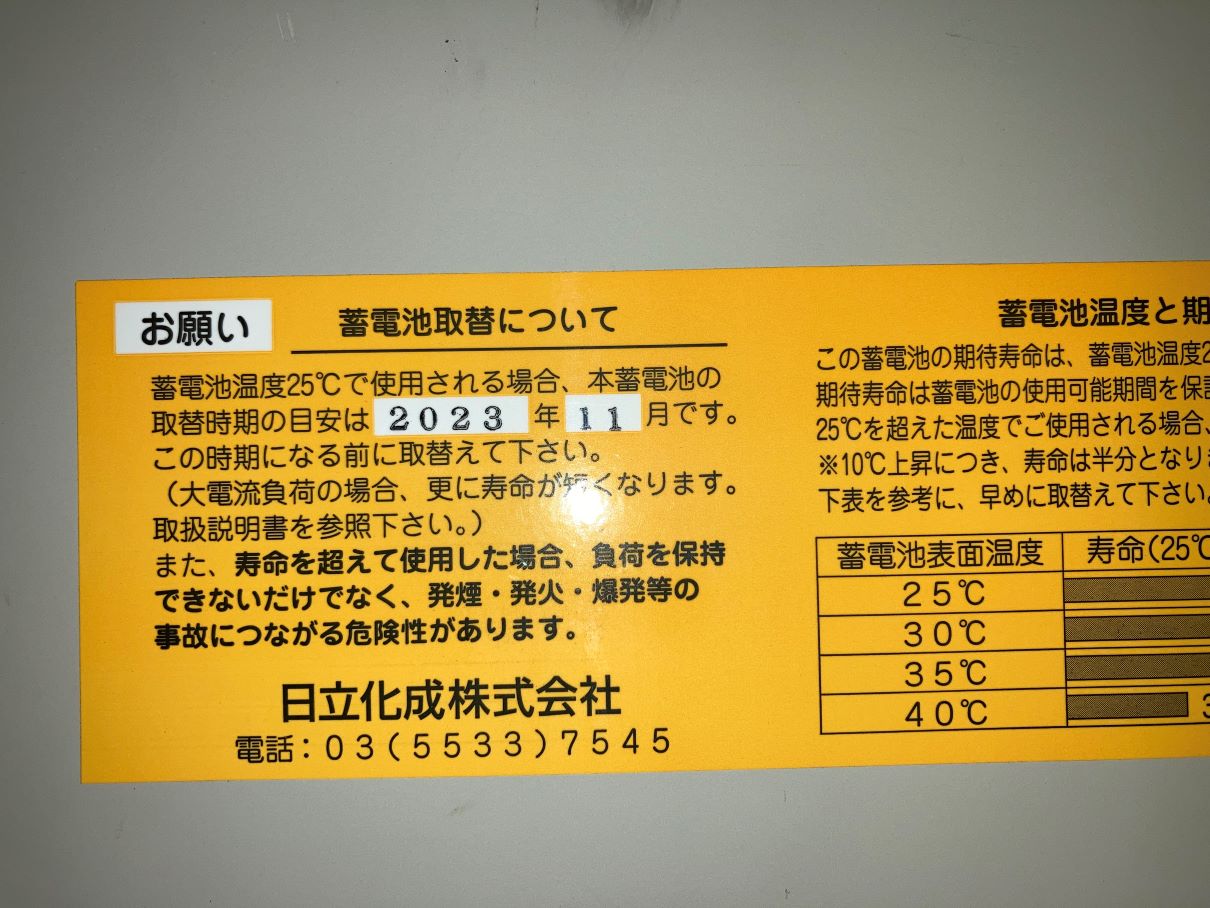 お願い
蓄電池取替について
蓄電池温度25℃で使用される場合、本蓄電池の
取替時期の目安は 2023 年 11 月です。
この時期になる前に取替えて下さい。
（大電流負荷の場合、更に寿命が短くなります。
取扱説明書を参照下さい。）
また、寿命を超えて使用した場合、負荷を保持
できないだけでなく、発煙・発火・爆発等の
事故につながる危険性があります。
日立化成株式会社
電話：03(5533)7545
蓄電池温度と期
この蓄電池の期待寿命は、蓄電池温度2
期待寿命は蓄電池の使用可能期間を保
25℃を超えた温度でご使用される場合、
※10℃上昇につき、寿命は半分となり
下表を参考に、早めに取替えて下さい。
蓄電池表面温度 寿命(25℃
25℃
30℃
35℃
40℃ 3